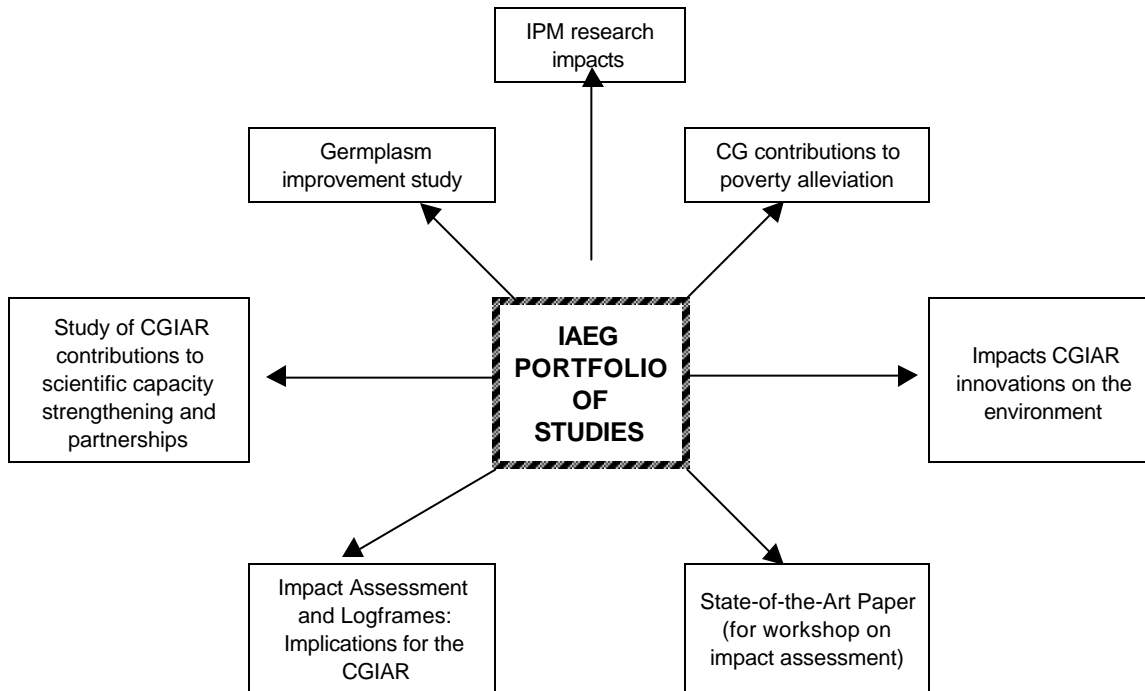 IPM research
impacts
Germplasm
improvement study
CG contributions to
poverty alleviation
Study of CGIAR
contributions to
scientific capacity
strengthening and
partnerships
IAEG
PORTFOLIO
OF
STUDIES
Impacts CGIAR
innovations on the
environment
Impact Assessment
and Logframes:
Implications for the
CGIAR
State-of-the-Art Paper
(for workshop on
impact assessment)